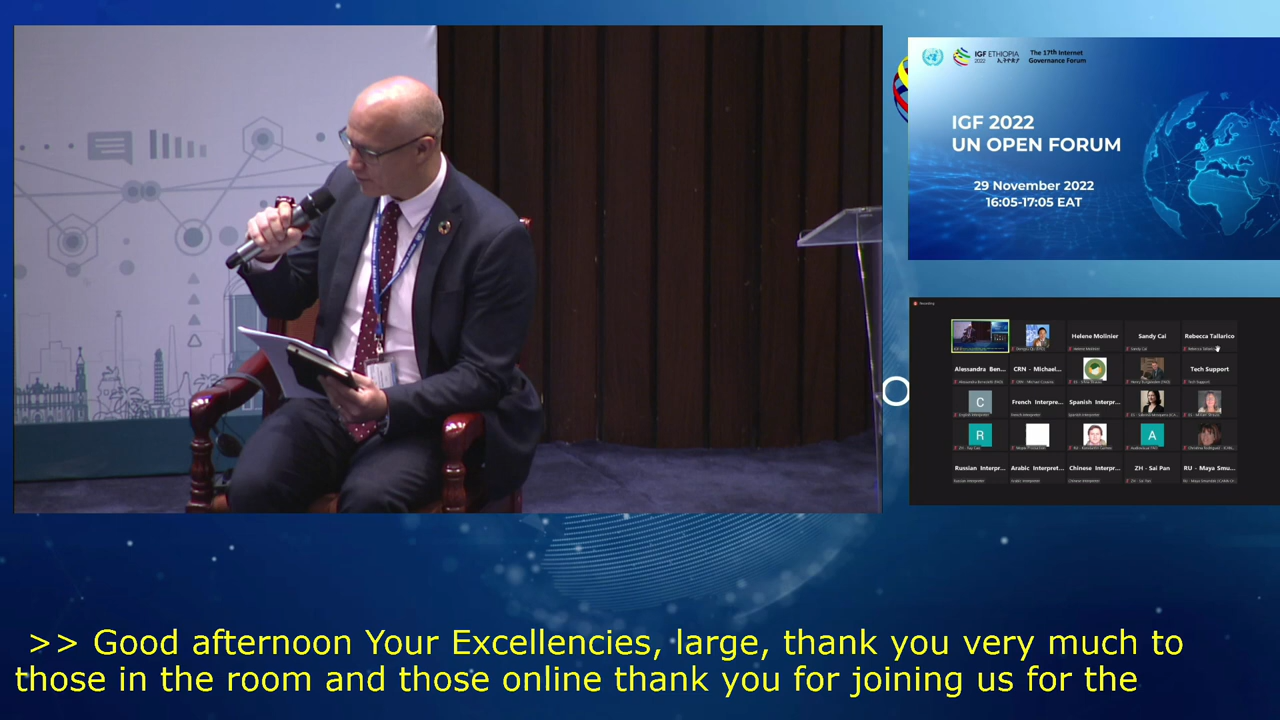 IGF ETHIOPIA
2022 ኢትዮጵያ
The 17th Internet
Governance Forum
IGF 2022
UN OPEN FORUM
29 November 2022
16:05-17:05 EAT
Recording
Helene Molinier
Sandy Cai
Rebecca Tallarico
Alessandra Ben...
CRN - Michael...
Tech Support
C
French Interpre...
Spanish Interpr...
R
A
Russian Interpr...
Arabic Interpret...
Chinese Interpr...
ZH - Sai Pan
RU - Maya Smu...
>> Good afternoon Your Excellencies, large, thank you very much to
those in the room and those online thank you for joining us for the